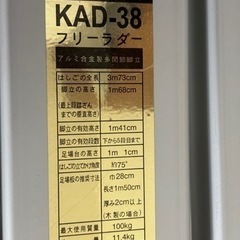 KAD-38
フリーラダー
アルミ合金製多関節脚立
はしごの全長 3m73cm
脚立の高さ 1m68cm
(最上段踏ざん
までの垂直高さ)
脚立の有効高さ 1m41cm
脚立の有効段数 下から5段目まで
足場台の高さ 1m 1cm
はしごの立てかけ角度 約75°
足場板の推奨寸法 巾28cm
長さ1m50cm
厚み2cm以上
(木製の場合)
最大使用質量 100kg
11.4kg